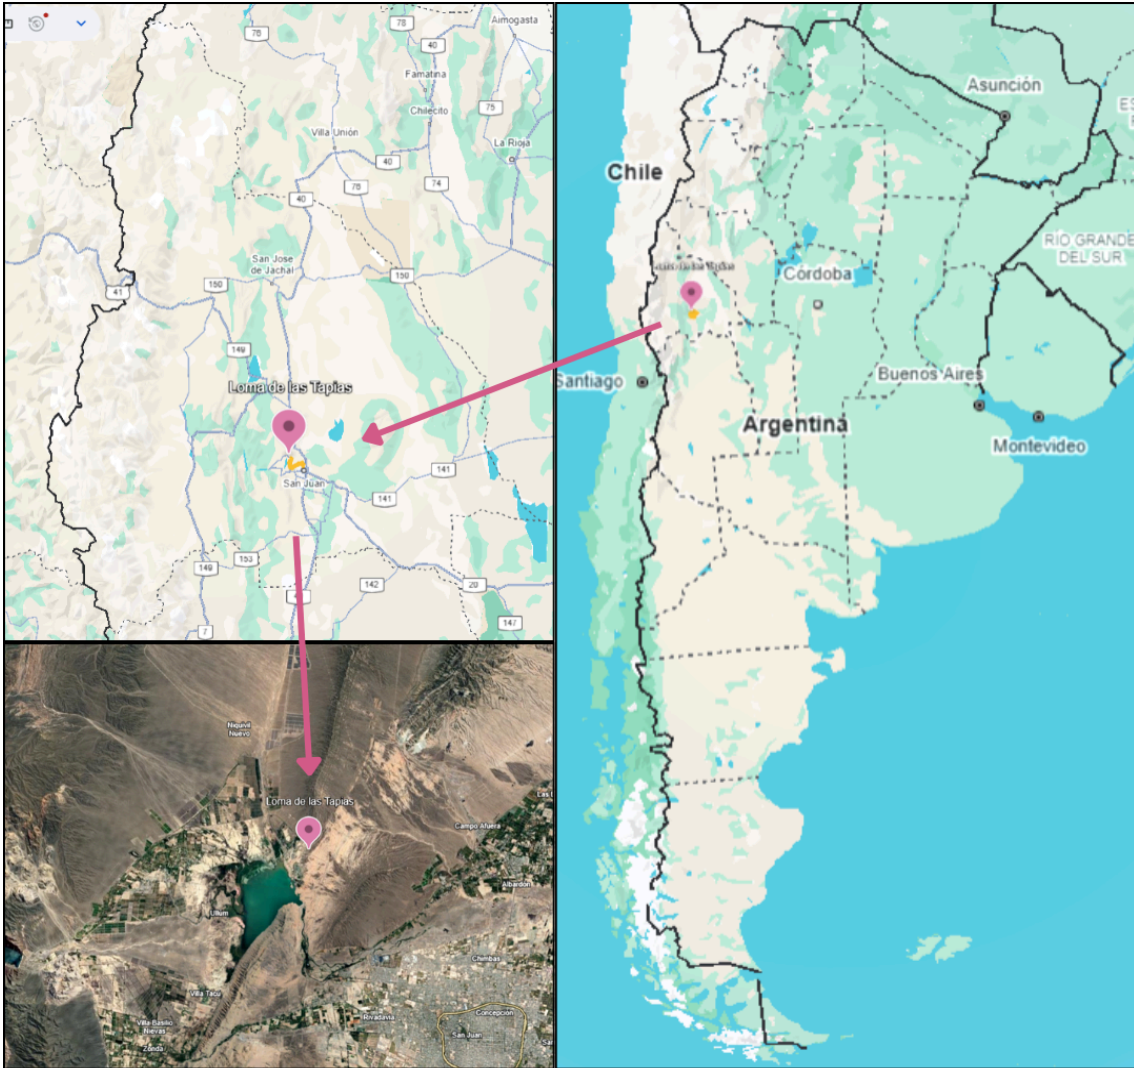 78
78
Aimogasta
40
Famatina
Chilecito
75
Villa Unión
La Rioja
40
40
78
74
San Jose
de Jachal
150
150
41
149
Loma de las Tapias
San Juan
141
141
149
153
142
20
147
7
Niquivil
Nuevo
Loma de las Tapias
Campo Afuera
Albardón
Ullum
Chimbas
Villa Tacú
Villa Basilio
Nievas
Zonda
Rivadavia
Concepción
San Juan
Asunción
Chile
RÍO GRANDE
DEL SUR
Córdoba
Santiago
Buenos Aires
Argentina
Montevideo